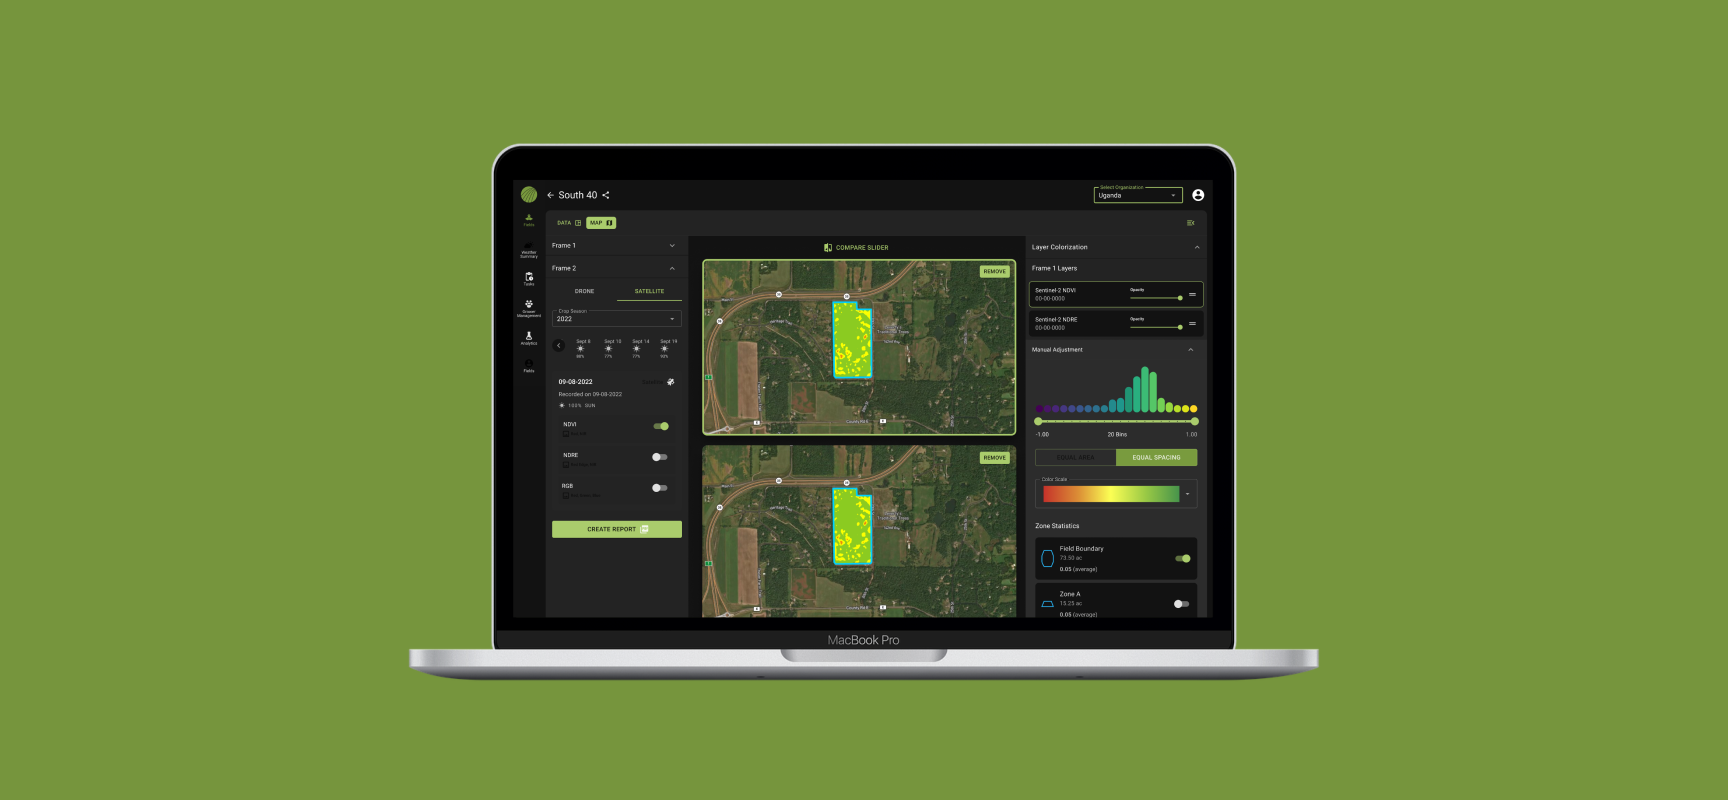 South 40
Select Organization
Uganda
Fields
Weather
Summary
Tasks
Grower
Management
Analytics
Fields
DATA
MAP
Frame 1
Frame 2
DRONE
SATELLITE
Crop Season
2022
Sept 8
Sept 10
Sept 14
Sept 19
77%
77%
09-08-2022
Recorded on 09-08-2022
100% SUN
NDVI
NDRE
RGB
CREATE REPORT
COMPARE SLIDER
REMOVE
REMOVE
County Rd E
Layer Colorization
Frame 1 Layers
Sentinel-2 NDVI
00-00-0000
Opacity
Sentinel-2 NDRE
00-00-0000
Opacity
Manual Adjustment
-1.00
20 Bins
1.00
EQUAL AREA
EQUAL SPACING
Color Scale
Zone Statistics
Field Boundary
73.50 ac
0.05 (average)
Zone A
15.25 ac
0.05 (average)
MacBook Pro